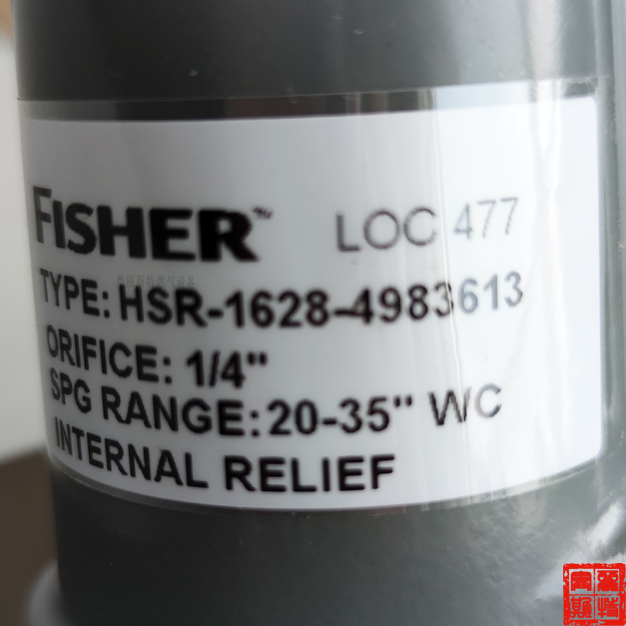 FISHER™ LOC 477
TYPE: HSR-1628-4983613
ORIFICE: 1/4"
SPG RANGE: 20-35" WC
INTERNAL RELIEF